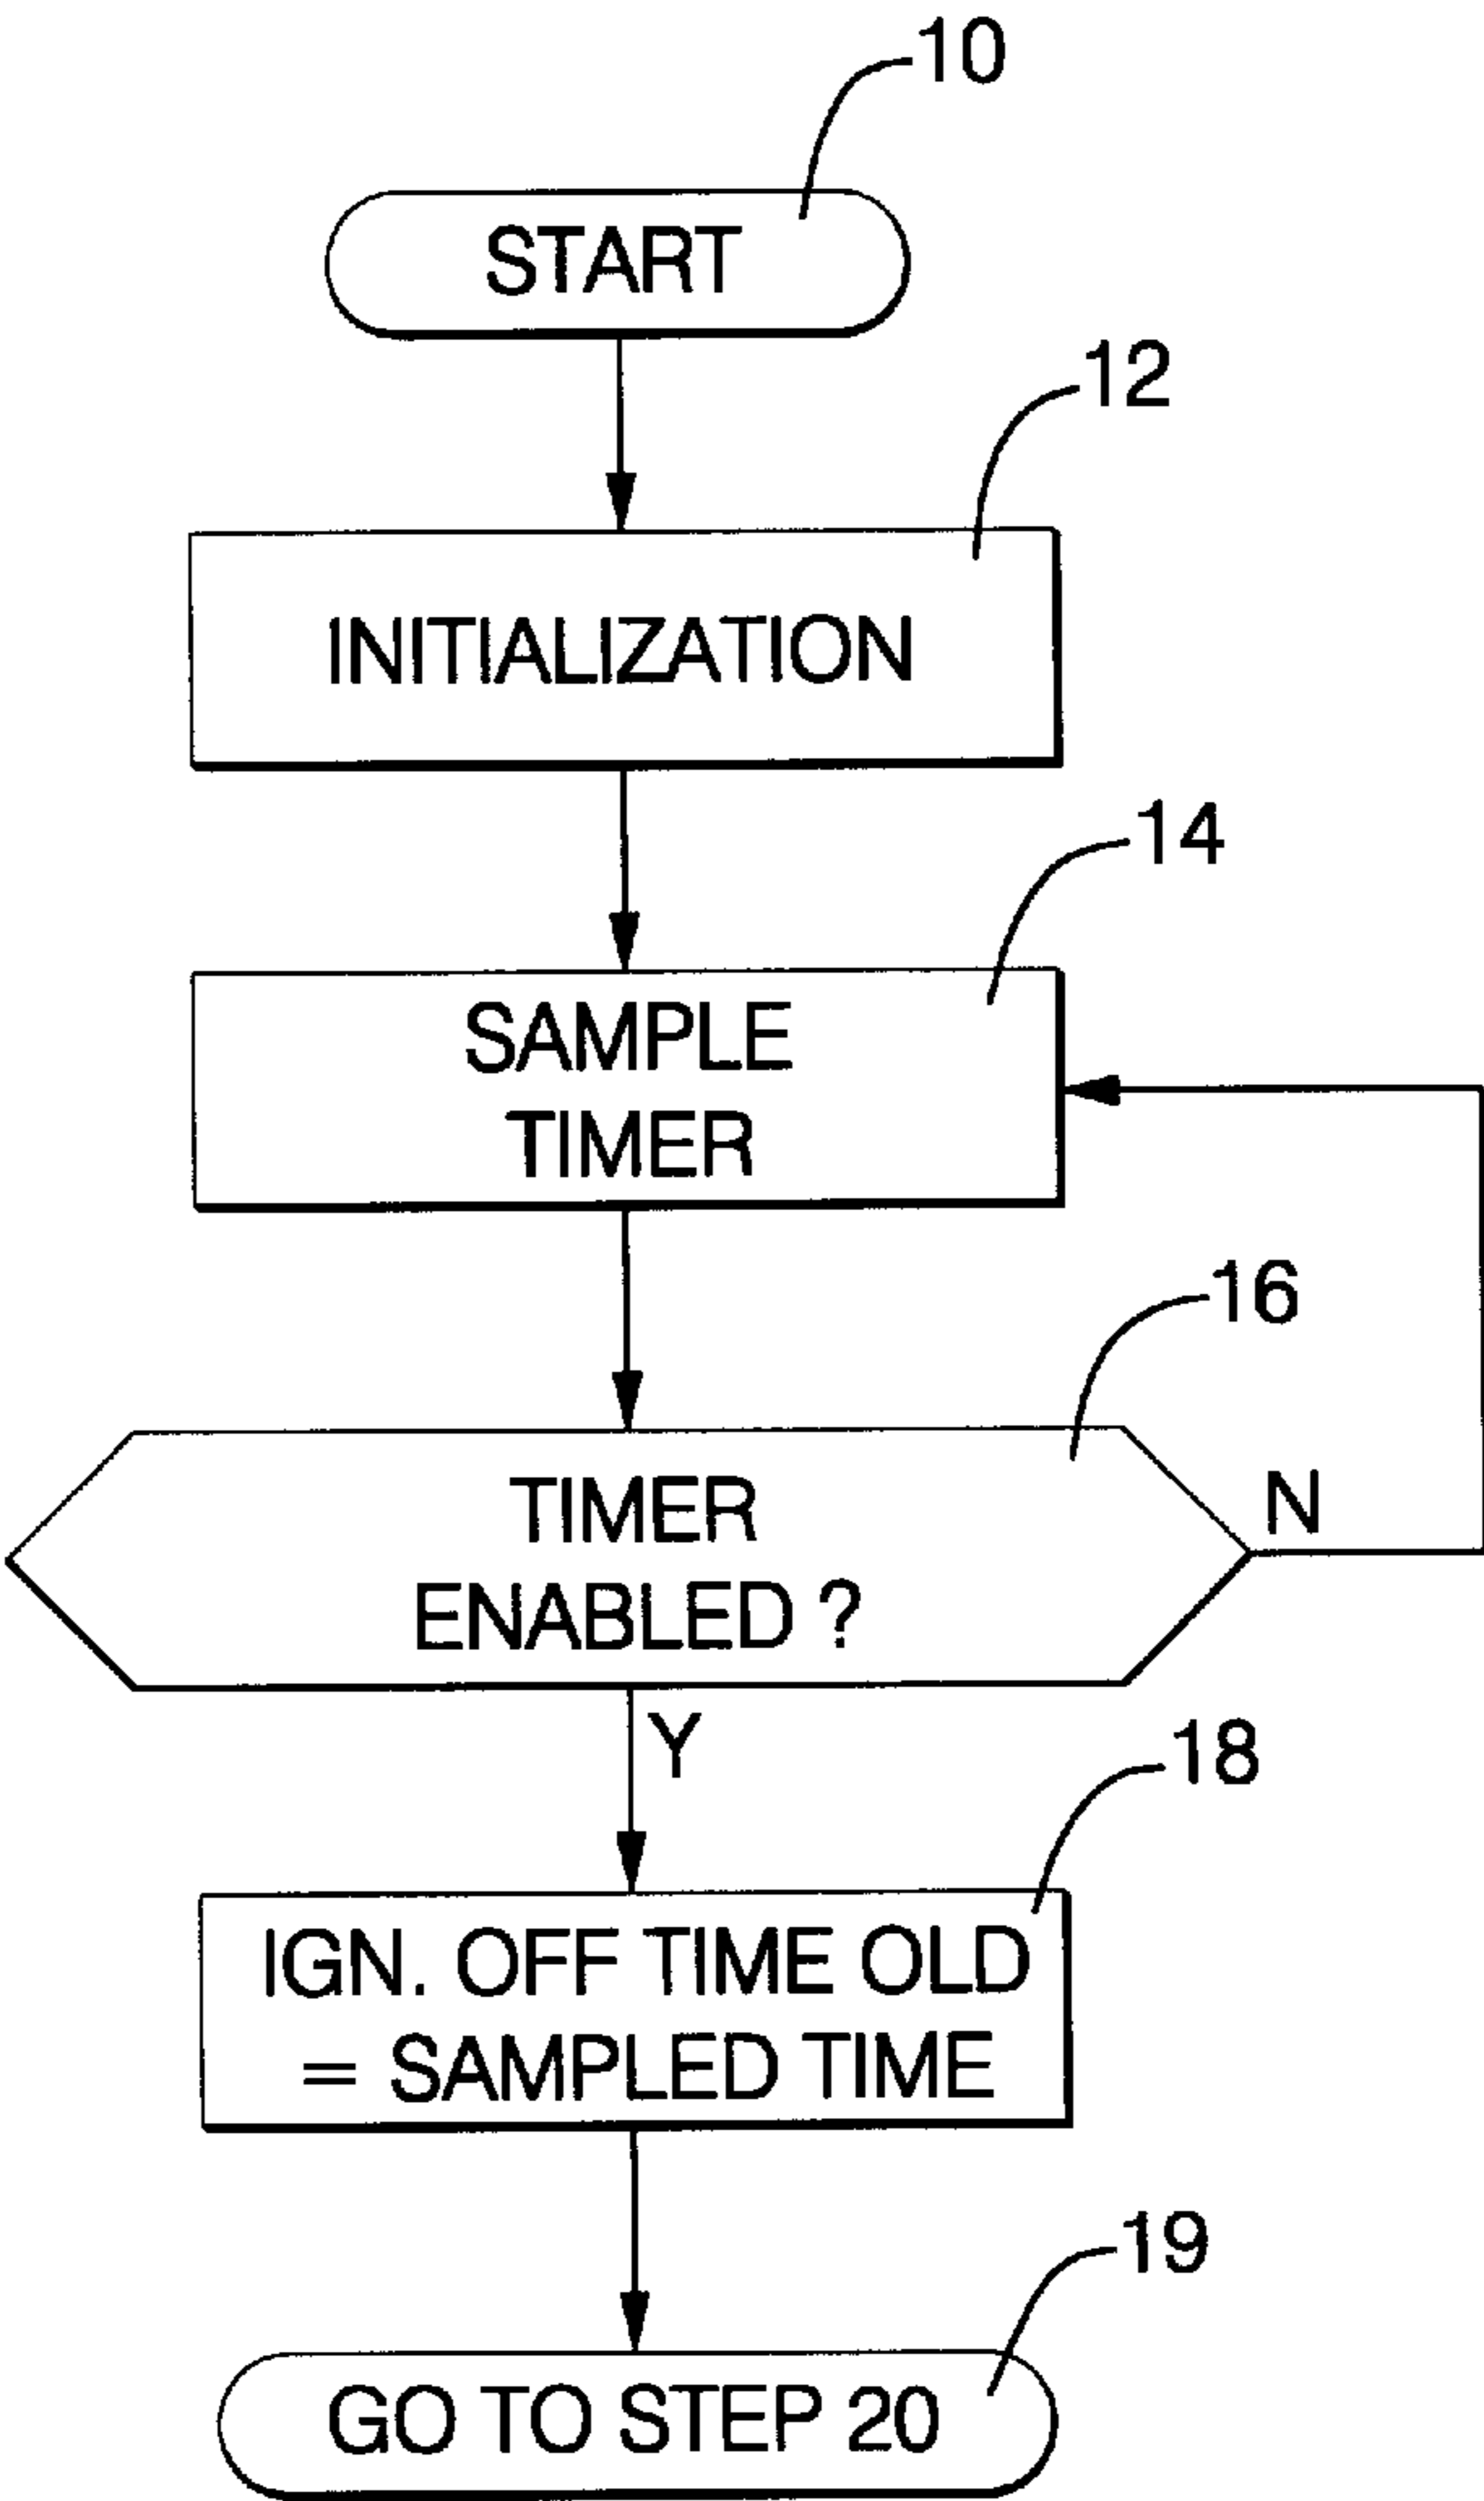 10
START
12
INITIALIZATION
14
SAMPLE
TIMER
16
TIMER
ENABLED ?
N
Y
18
IGN. OFF TIME OLD
= SAMPLED TIME
19
GO TO STEP 20